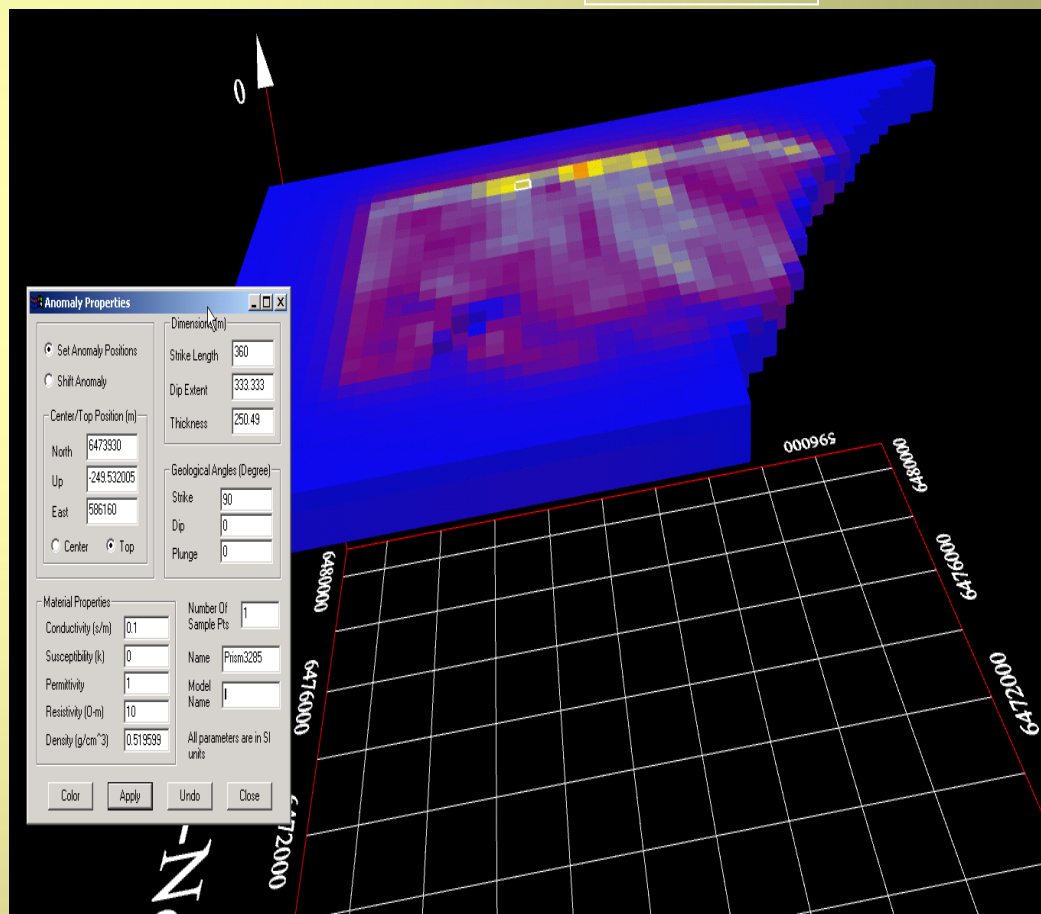 0
Anomaly Properties
Set Anomaly Positions
Shift Anomaly
Center/Top Position (m)
North 6473930
Up -249.532005
East 586160
Center Top
Strike Length 360
Dip Extent 333.333
Thickness 250.49
Geological Angles (Degree)
Strike 90
Dip 0
Plunge 0
Material Properties
Conductivity (s/m) 0.1
Susceptibility (k) 0
Permittivity 1
Resistivity (O-m) 10
Density (g/cm^3) 0.519599
Number Of
Sample Pts 1
Name Prism3285
Model
Name
All parameters are in SI
units
Color Apply Undo Close
596000
6480000
6476000
6472000
6480000
6476000
6472000